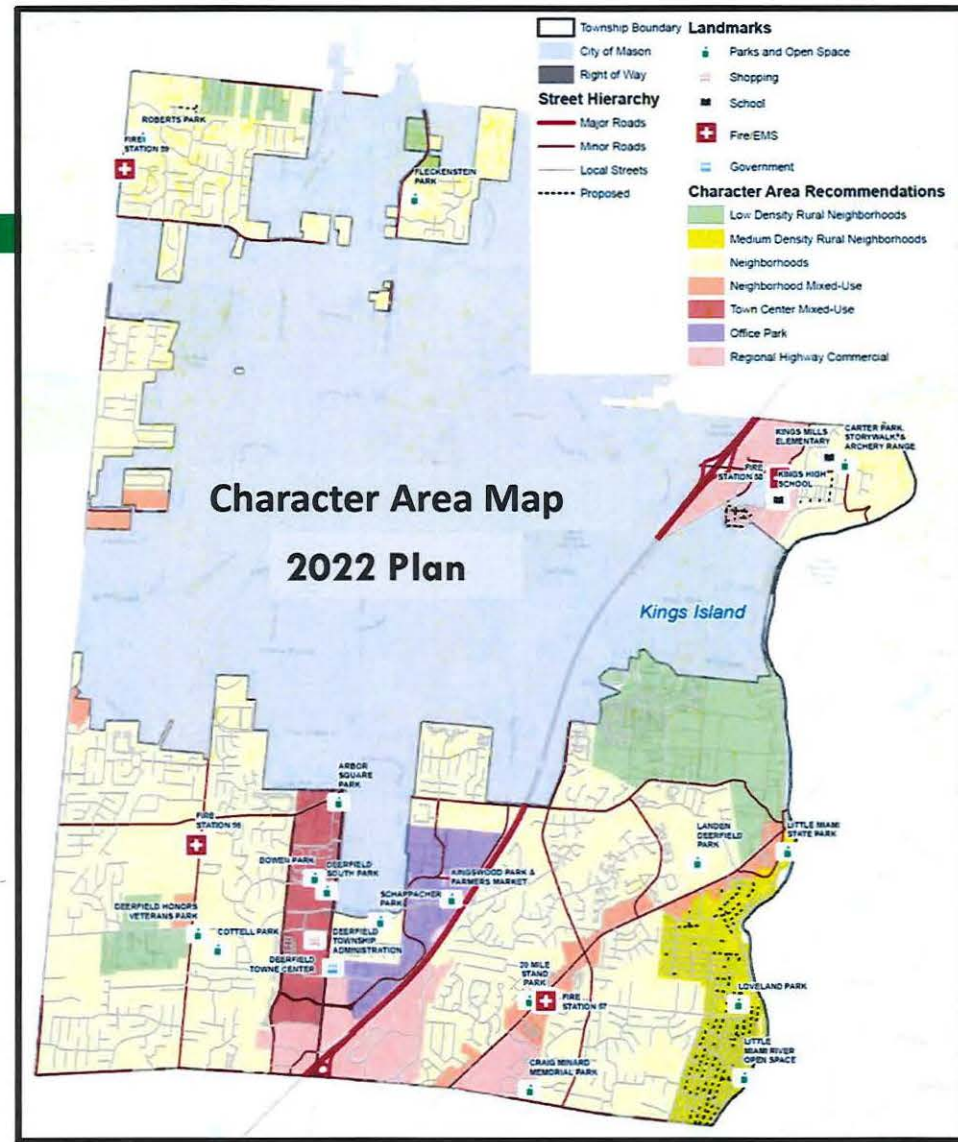 Township Boundary
City of Mason
Right of Way
Street Hierarchy
Major Roads
Minor Roads
Local Streets
Proposed
Landmarks
Parks and Open Space
Shopping
School
Fire/EMS
Government
Character Area Recommendations
Low Density Rural Neighborhoods
Medium Density Rural Neighborhoods
Neighborhoods
Neighborhood Mixed-Use
Town Center Mixed-Use
Office Park
Regional Highway Commercial
ROBERTS PARK
FIRE
STATION 59
FLECKENSTEIN
PARK
KINGS MILLS
ELEMENTARY
CARTER PARK,
STORYWALK, &
ARCHERY RANGE
FIRE
STATION 58
KINGS HIGH
SCHOOL
Character Area Map
2022 Plan
Kings Island
ARBOR
SQUARE
PARK
FIRE
STATION 56
BOWEN PARK
DEERFIELD
SOUTH PARK
LANDEN
DEERFIELD
PARK
LITTLE MIAMI
STATE PARK
KINGSWOOD PARK &
FARMERS MARKET
SCHAPPACHER
PARK
DEERFIELD HONORS
VETERANS PARK
COTTELL PARK
DEERFIELD
TOWNSHIP
ADMINISTRATION
DEERFIELD
TOWNE CENTER
20 MILE
STAND
PARK
FIRE
STATION 57
LOVELAND PARK
LITTLE
MIAMI RIVER
OPEN SPACE
CRAIG MINARD
MEMORIAL PARK